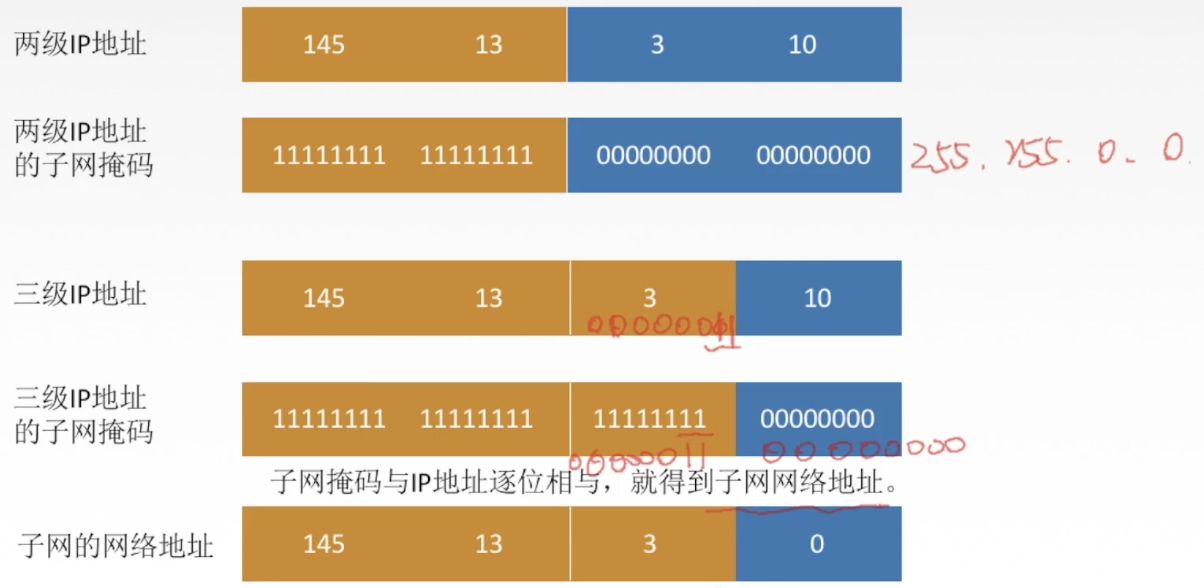 两级IP地址 145 13 3 10
两级IP地址
的子网掩码
11111111 11111111 00000000 00000000 255. 255. 0. 0.
三级IP地址 145 13 3 10
00000011
三级IP地址
的子网掩码
11111111 11111111 11111111 00000000
00000011 00000000
子网掩码与IP地址逐位相与，就得到子网网络地址。
子网的网络地址 145 13 3 0